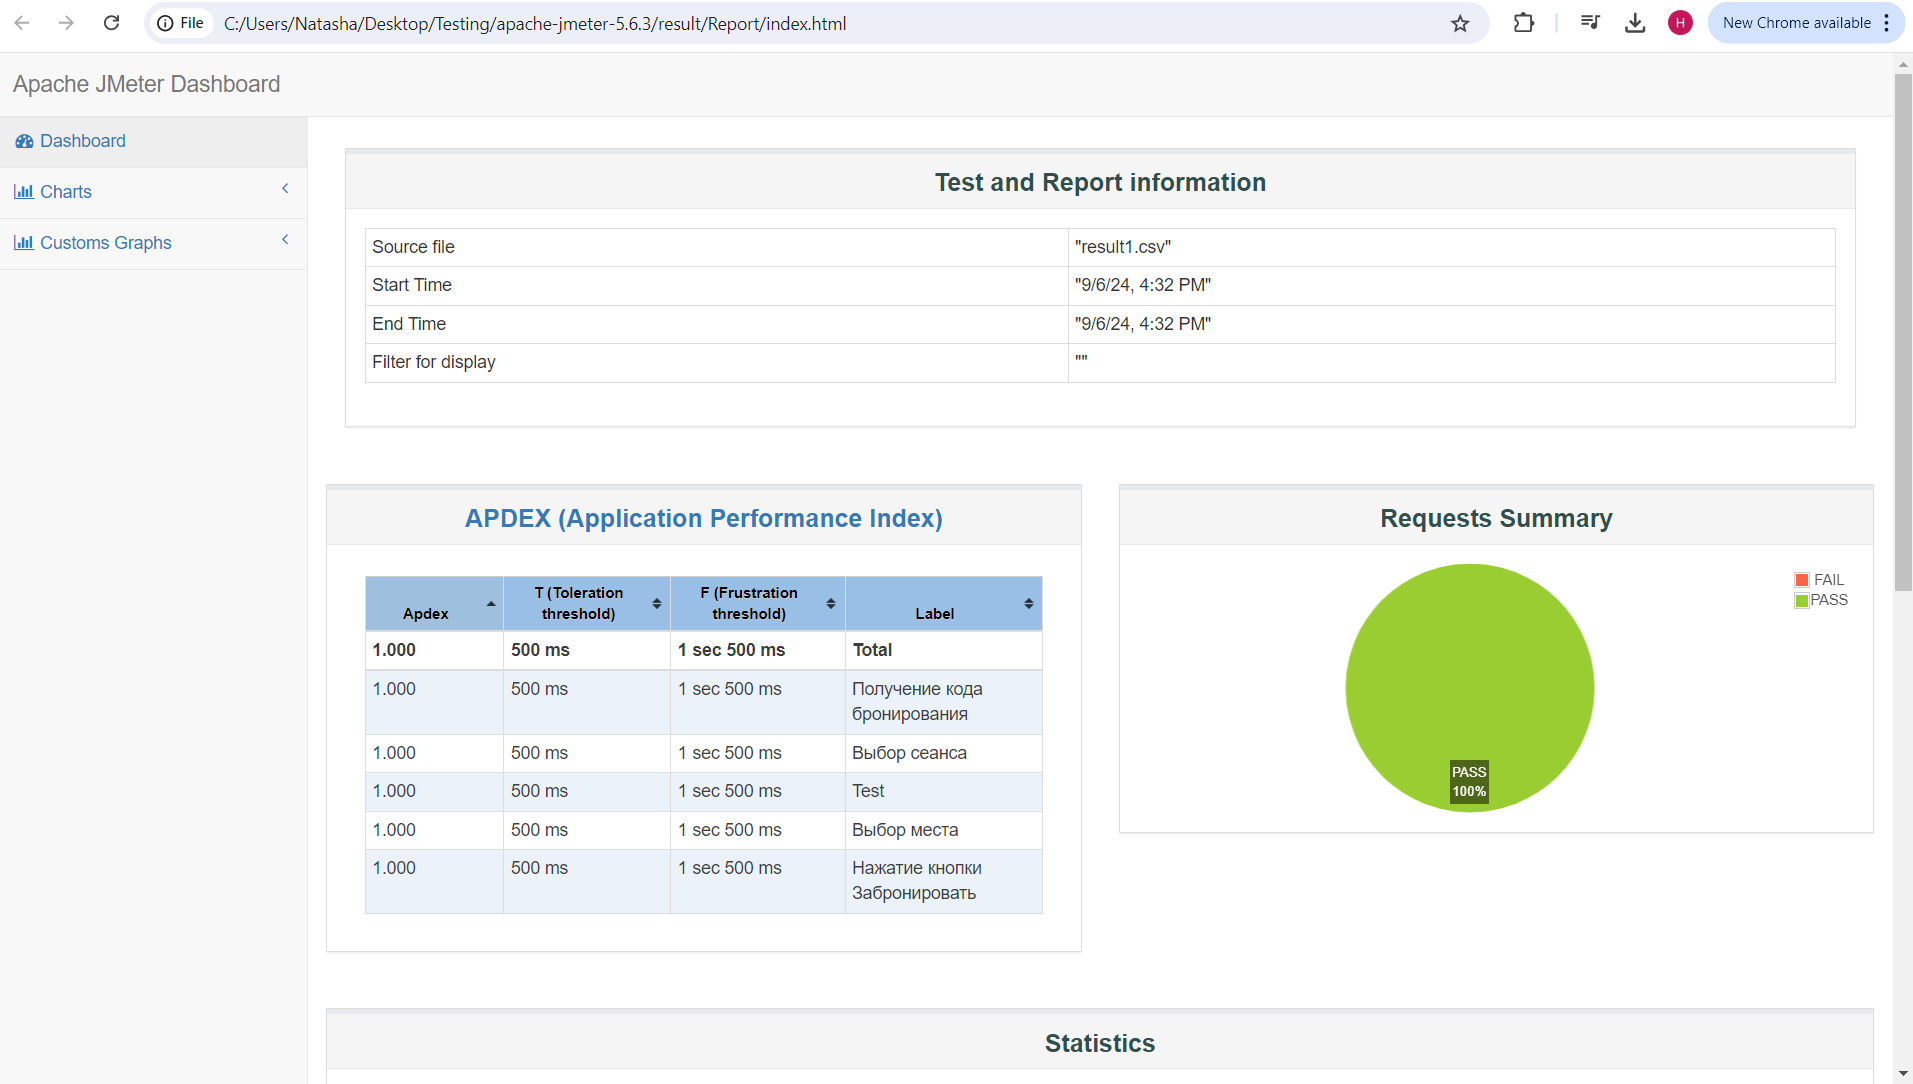 File C:/Users/Natasha/Desktop/Testing/apache-jmeter-5.6.3/result/Report/index.html H New Chrome available
Apache JMeter Dashboard
Dashboard
Charts
Customs Graphs
Test and Report information
Source file "result1.csv"
Start Time "9/6/24, 4:32 PM"
End Time "9/6/24, 4:32 PM"
Filter for display ""
APDEX (Application Performance Index)
Apdex T (Toleration threshold) F (Frustration threshold) Label
1.000 500 ms 1 sec 500 ms Total
1.000 500 ms 1 sec 500 ms Получение кода
бронирования
1.000 500 ms 1 sec 500 ms Выбор сеанса
1.000 500 ms 1 sec 500 ms Test
1.000 500 ms 1 sec 500 ms Выбор места
1.000 500 ms 1 sec 500 ms Нажатие кнопки
Забронировать
Requests Summary
FAIL
PASS
PASS
100%
Statistics